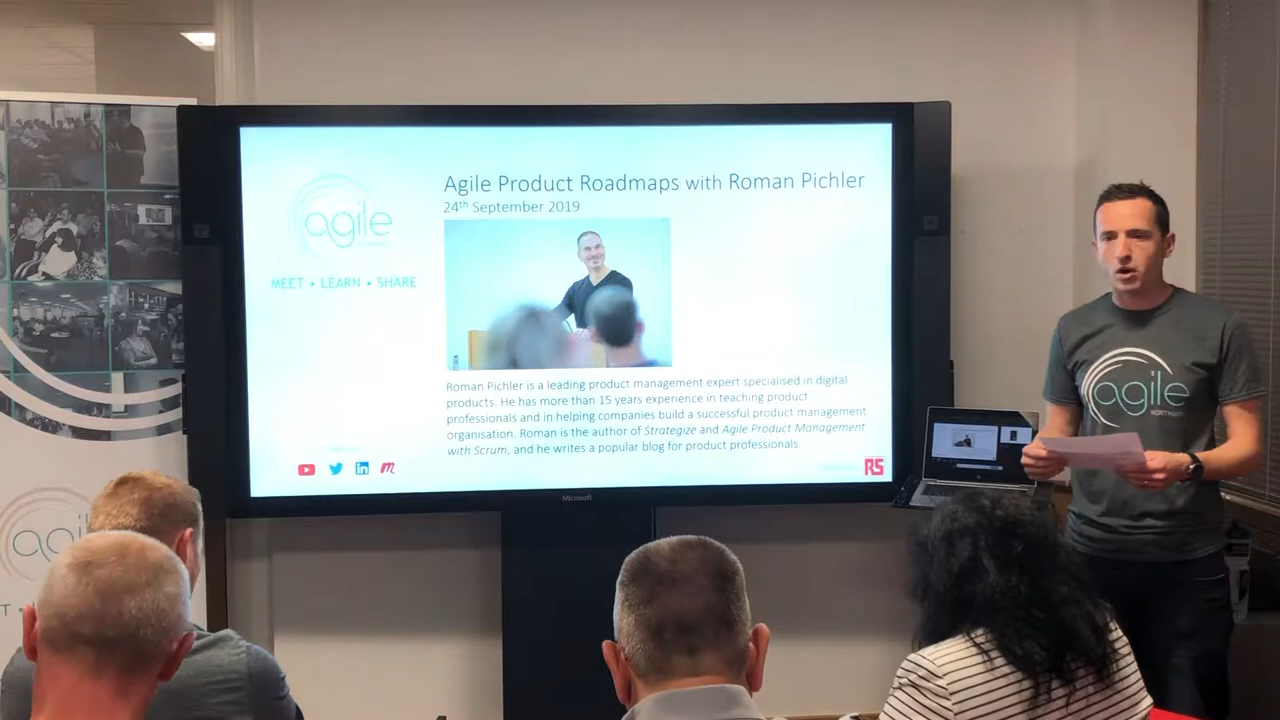 Agile Product Roadmaps with Roman Pichler
24th September 2019
agile
MEET • LEARN • SHARE
Roman Pichler is a leading product management expert specialised in digital
products. He has more than 15 years experience in teaching product
professionals and in helping companies build a successful product management
organisation. Roman is the author of Strategize and Agile Product Management
with Scrum, and he writes a popular blog for product professionals.
in
m
RS
Microsoft
agile